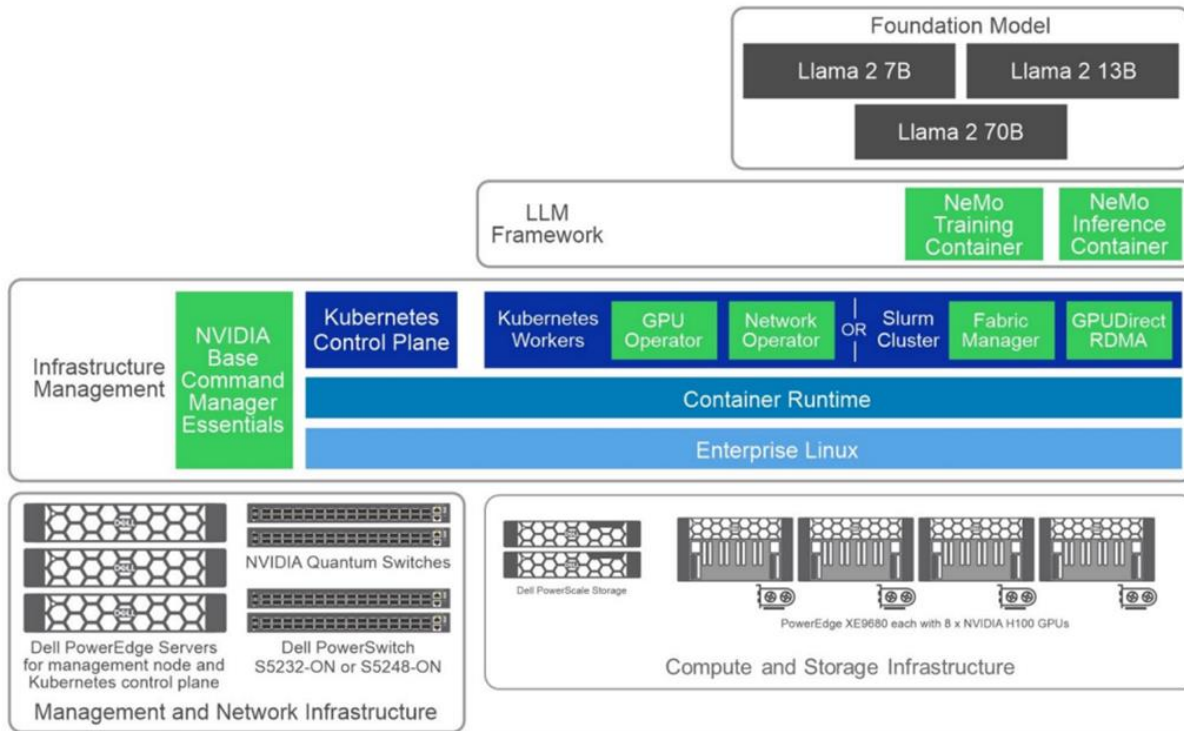 Foundation Model
Llama 2 7B
Llama 2 13B
Llama 2 70B
LLM
Framework
NeMo
Training
Container
NeMo
Inference
Container
Infrastructure
Management
NVIDIA
Base
Command
Manager
Essentials
Kubernetes
Control Plane
Kubernetes
Workers
GPU
Operator
Network
Operator
OR
Slurm
Cluster
Fabric
Manager
GPUDirect
RDMA
Container Runtime
Enterprise Linux
DELL
DELL
DELL
Dell PowerEdge Servers
for management node and
Kubernetes control plane
NVIDIA Quantum Switches
Dell PowerSwitch
S5232-ON or S5248-ON
Management and Network Infrastructure
Dell PowerScale Storage
PowerEdge XE9680 each with 8 x NVIDIA H100 GPUs
Compute and Storage Infrastructure